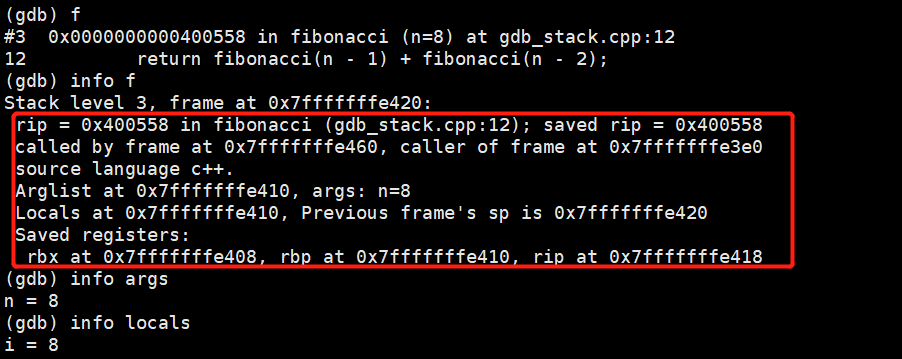 (gdb) f
#3  0x0000000000400558 in fibonacci (n=8) at gdb_stack.cpp:12
12          return fibonacci(n - 1) + fibonacci(n - 2);
(gdb) info f
Stack level 3, frame at 0x7fffffffe420:
 rip = 0x400558 in fibonacci (gdb_stack.cpp:12); saved rip = 0x400558
 called by frame at 0x7fffffffe460, caller of frame at 0x7fffffffe3e0
 source language c++.
 Arglist at 0x7fffffffe410, args: n=8
 Locals at 0x7fffffffe410, Previous frame's sp is 0x7fffffffe420
 Saved registers:
  rbx at 0x7fffffffe408, rbp at 0x7fffffffe410, rip at 0x7fffffffe418
(gdb) info args
n = 8
(gdb) info locals
i = 8